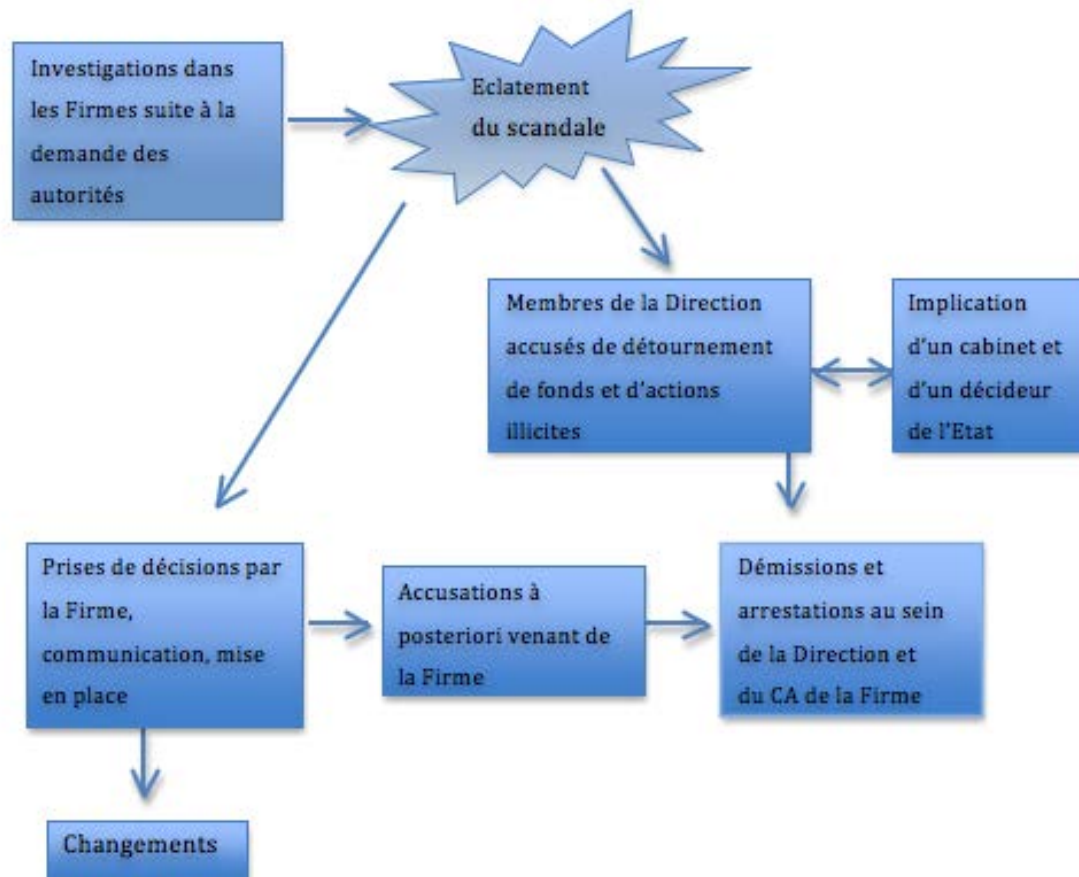 Investigations dans
les Firmes suite à la
demande des
autorités
Eclatement
du scandale
Membres de la Direction
accusés de détournement
de fonds et d'actions
illicites
Implication
d'un cabinet et
d'un décideur
de l'Etat
Prises de décisions par
la Firme,
communication, mise
en place
Accusations à
posteriori venant de
la Firme
Démissions et
arrestations au sein
de la Direction et
du CA de la Firme
Changements